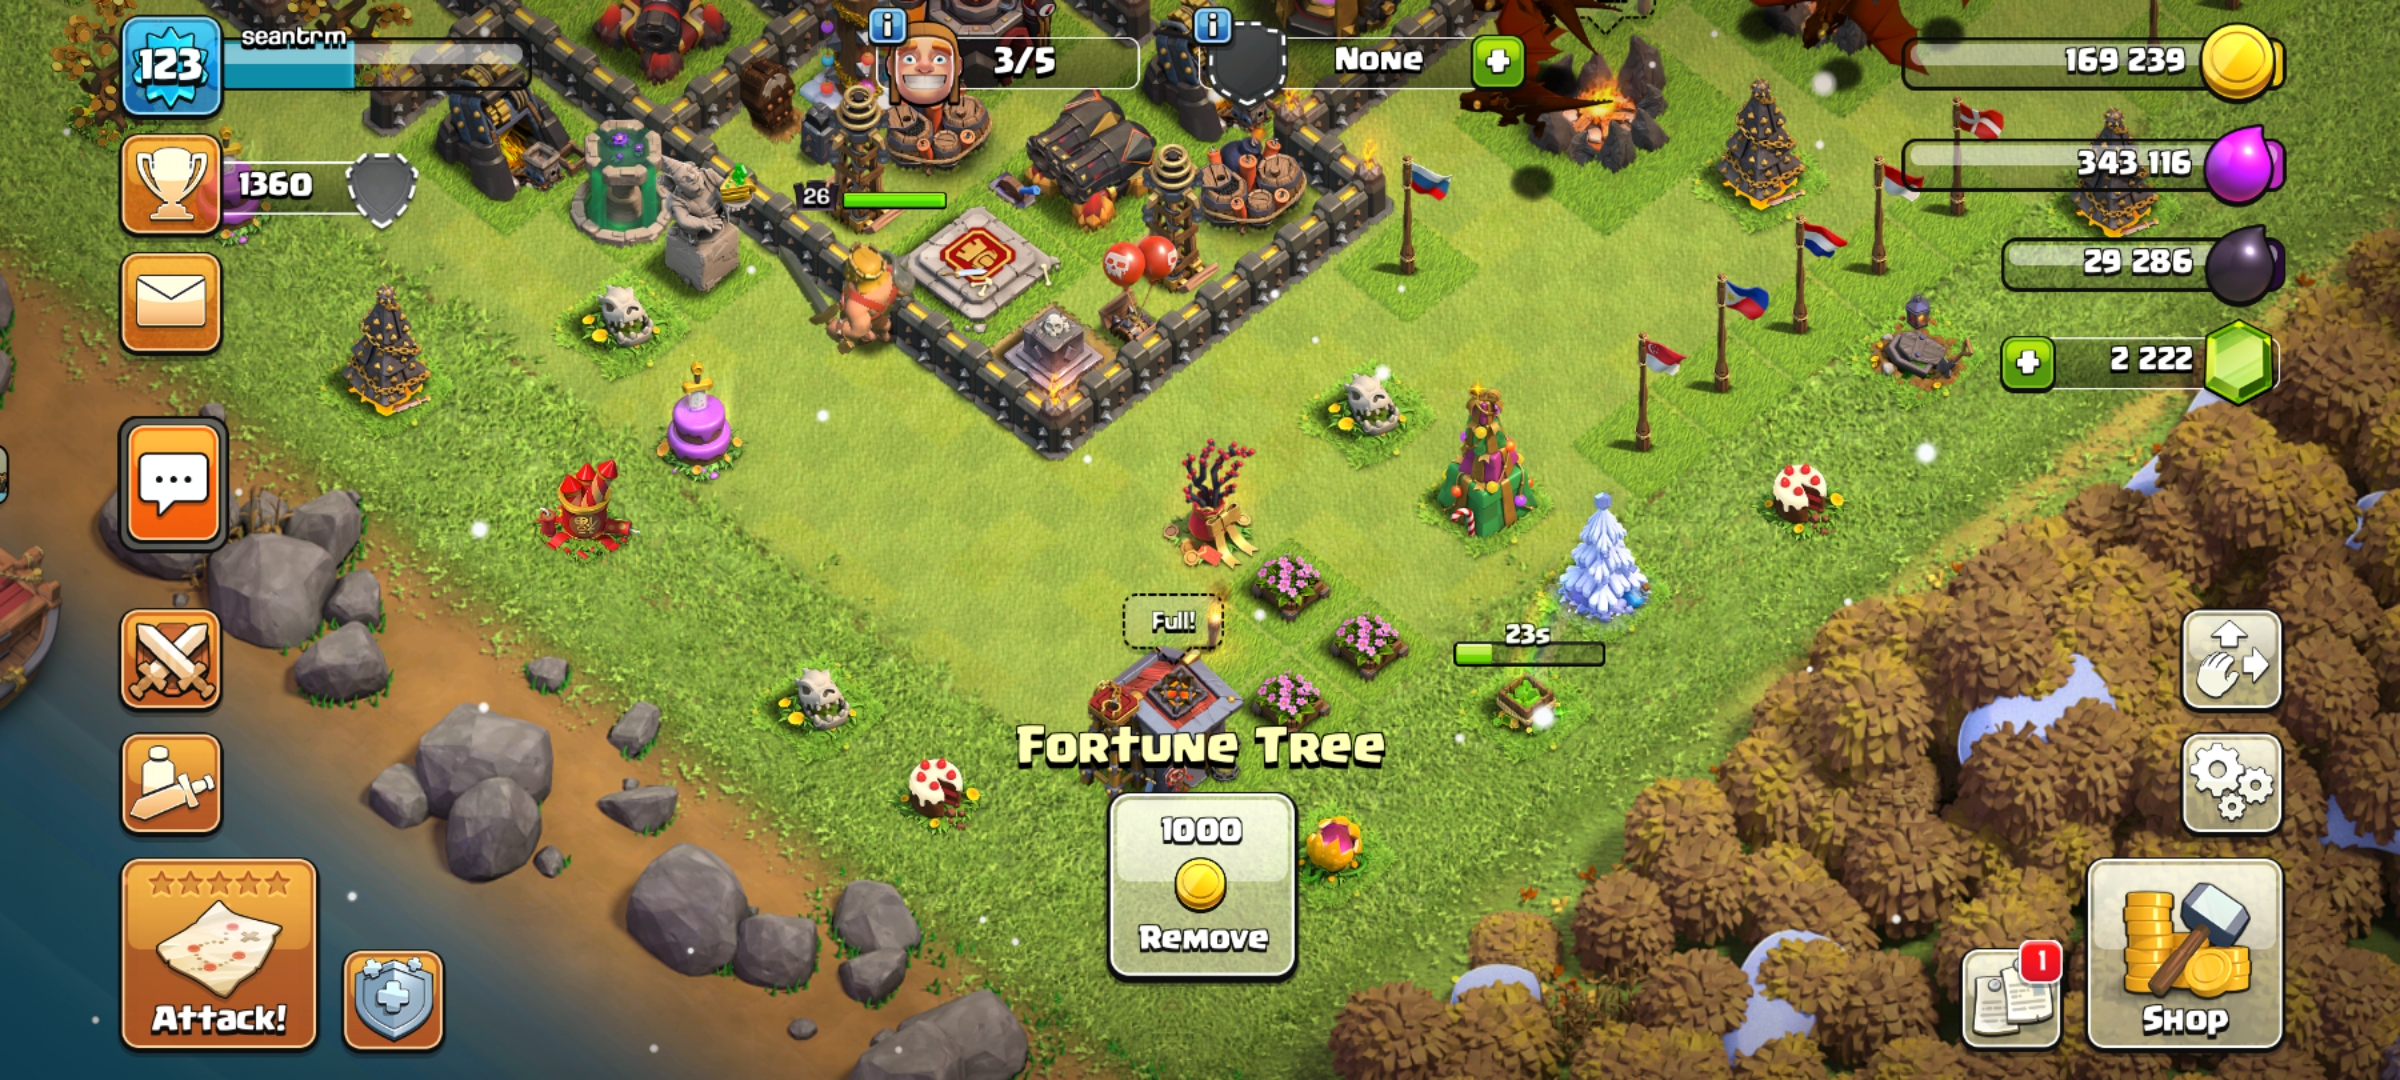 123
seantrm
3/5
None
169 239
1360
343 116
26
29 286
2 222
Full!
23s
Fortune Tree
1000
Remove
Attack!
1
Shop